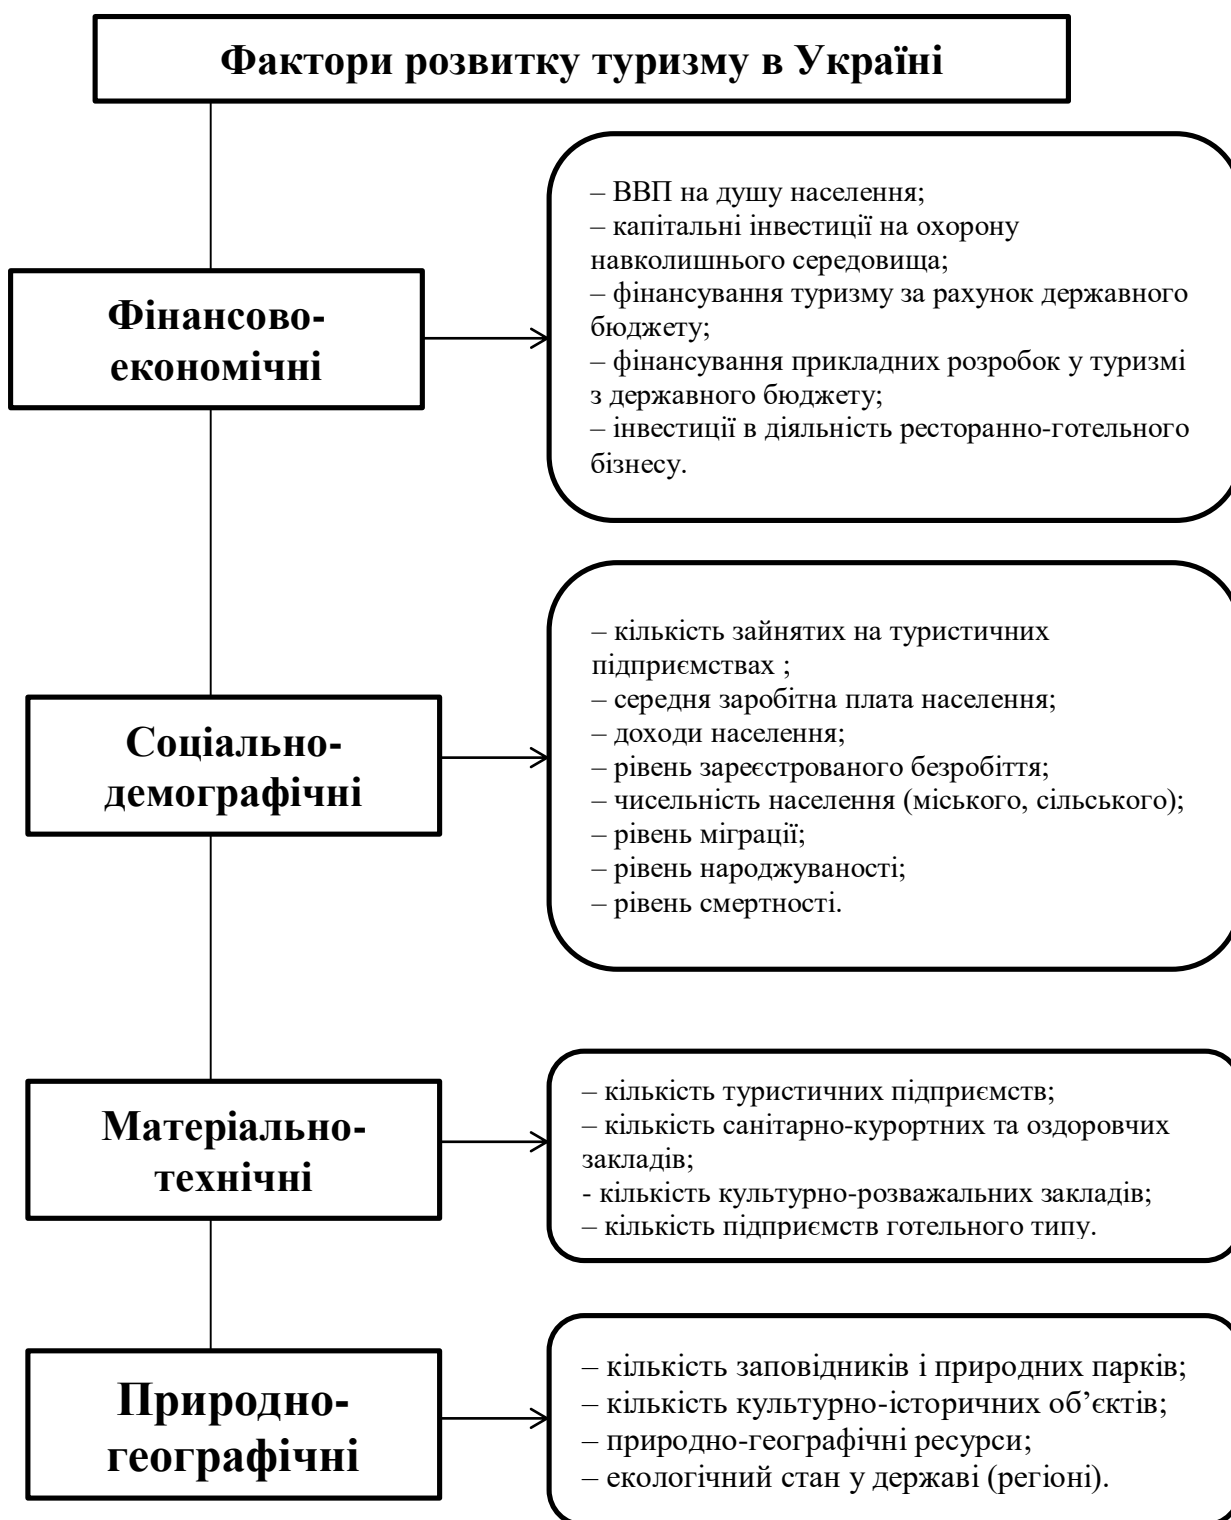 Фактори розвитку туризму в Україні
Фінансово-
економічні
– ВВП на душу населення;
– капітальні інвестиції на охорону
навколишнього середовища;
– фінансування туризму за рахунок державного
бюджету;
– фінансування прикладних розробок у туризмі
з державного бюджету;
– інвестиції в діяльність ресторанно-готельного
бізнесу.
Соціально-
демографічні
– кількість зайнятих на туристичних
підприємствах ;
– середня заробітна плата населення;
– доходи населення;
– рівень зареєстрованого безробіття;
– чисельність населення (міського, сільського);
– рівень міграції;
– рівень народжуваності;
– рівень смертності.
Матеріально-
технічні
– кількість туристичних підприємств;
– кількість санітарно-курортних та оздоровчих
закладів;
- кількість культурно-розважальних закладів;
– кількість підприємств готельного типу.
Природно-
географічні
– кількість заповідників і природних парків;
– кількість культурно-історичних об’єктів;
– природно-географічні ресурси;
– екологічний стан у державі (регіоні).